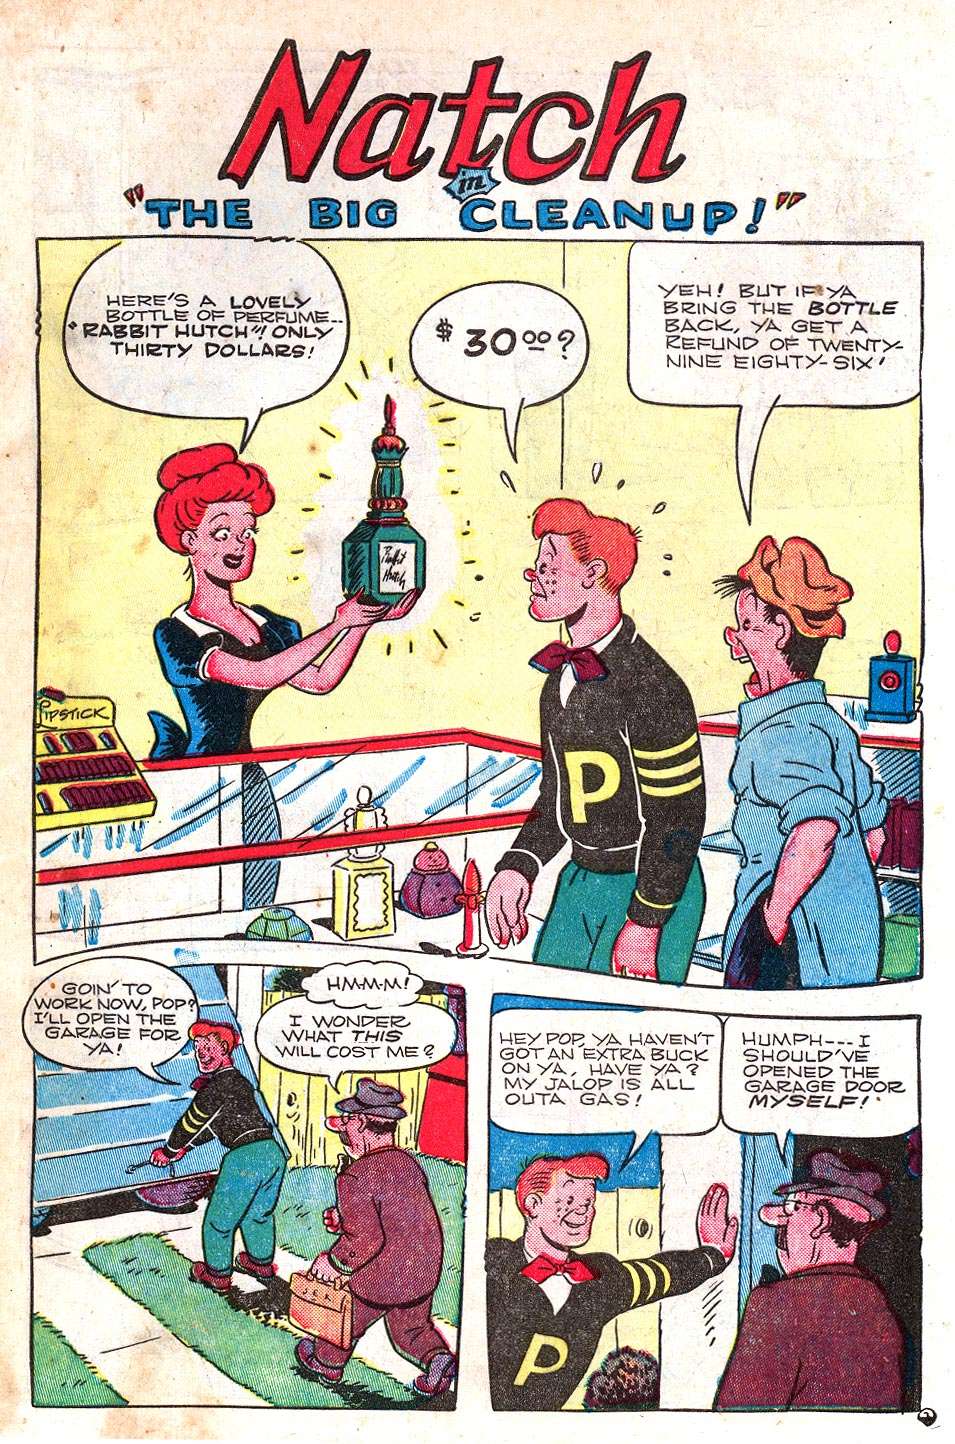 Natch
in
"THE BIG CLEANUP!"
HERE'S A LOVELY
BOTTLE OF PERFUME--
"RABBIT HUTCH"! ONLY
THIRTY DOLLARS!
$30.00?
YEH! BUT IF YA
BRING THE BOTTLE
BACK, YA GET A
REFUND OF TWENTY-
NINE EIGHTY-SIX!
Rabbit
Hutch
LIPSTICK
P
GOIN' TO
WORK NOW, POP?
I'LL OPEN THE
GARAGE FOR
YA!
HM-M-M!
I WONDER
WHAT THIS
WILL COST ME?
HEY POP, YA HAVEN'T
GOT AN EXTRA BUCK
ON YA, HAVE YA?
MY JALOP IS ALL
OUTA GAS!
HUMPH---I
SHOULD'VE
OPENED THE
GARAGE DOOR
MYSELF!
P